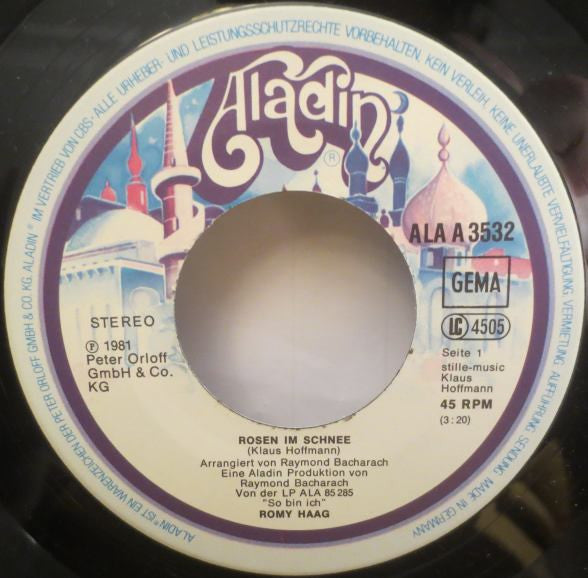 ALADIN® IST EIN WARENZEICHEN DER PETER ORLOFF GMBH & CO. KG. ALADIN® IM VERTRIEB VON CBS · ALLE URHEBER- UND LEISTUNGSSCHUTZRECHTE VORBEHALTEN. KEIN VERLEIH, KEINE UNERLAUBTE VERVIELFÄLTIGUNG, VERMIETUNG, AUFFÜHRUNG, SENDUNG. MADE IN GERMANY
Aladin
®
ALA A 3532
GEMA
LC 4505
STEREO
℗ 1981
Peter Orloff
GmbH & Co.
KG
Seite 1
stille-music
Klaus
Hoffmann
45 RPM
(3:20)
ROSEN IM SCHNEE
(Klaus Hoffmann)
Arrangiert von Raymond Bacharach
Eine Aladin Produktion von
Raymond Bacharach
Von der LP ALA 85285
"So bin ich"
ROMY HAAG